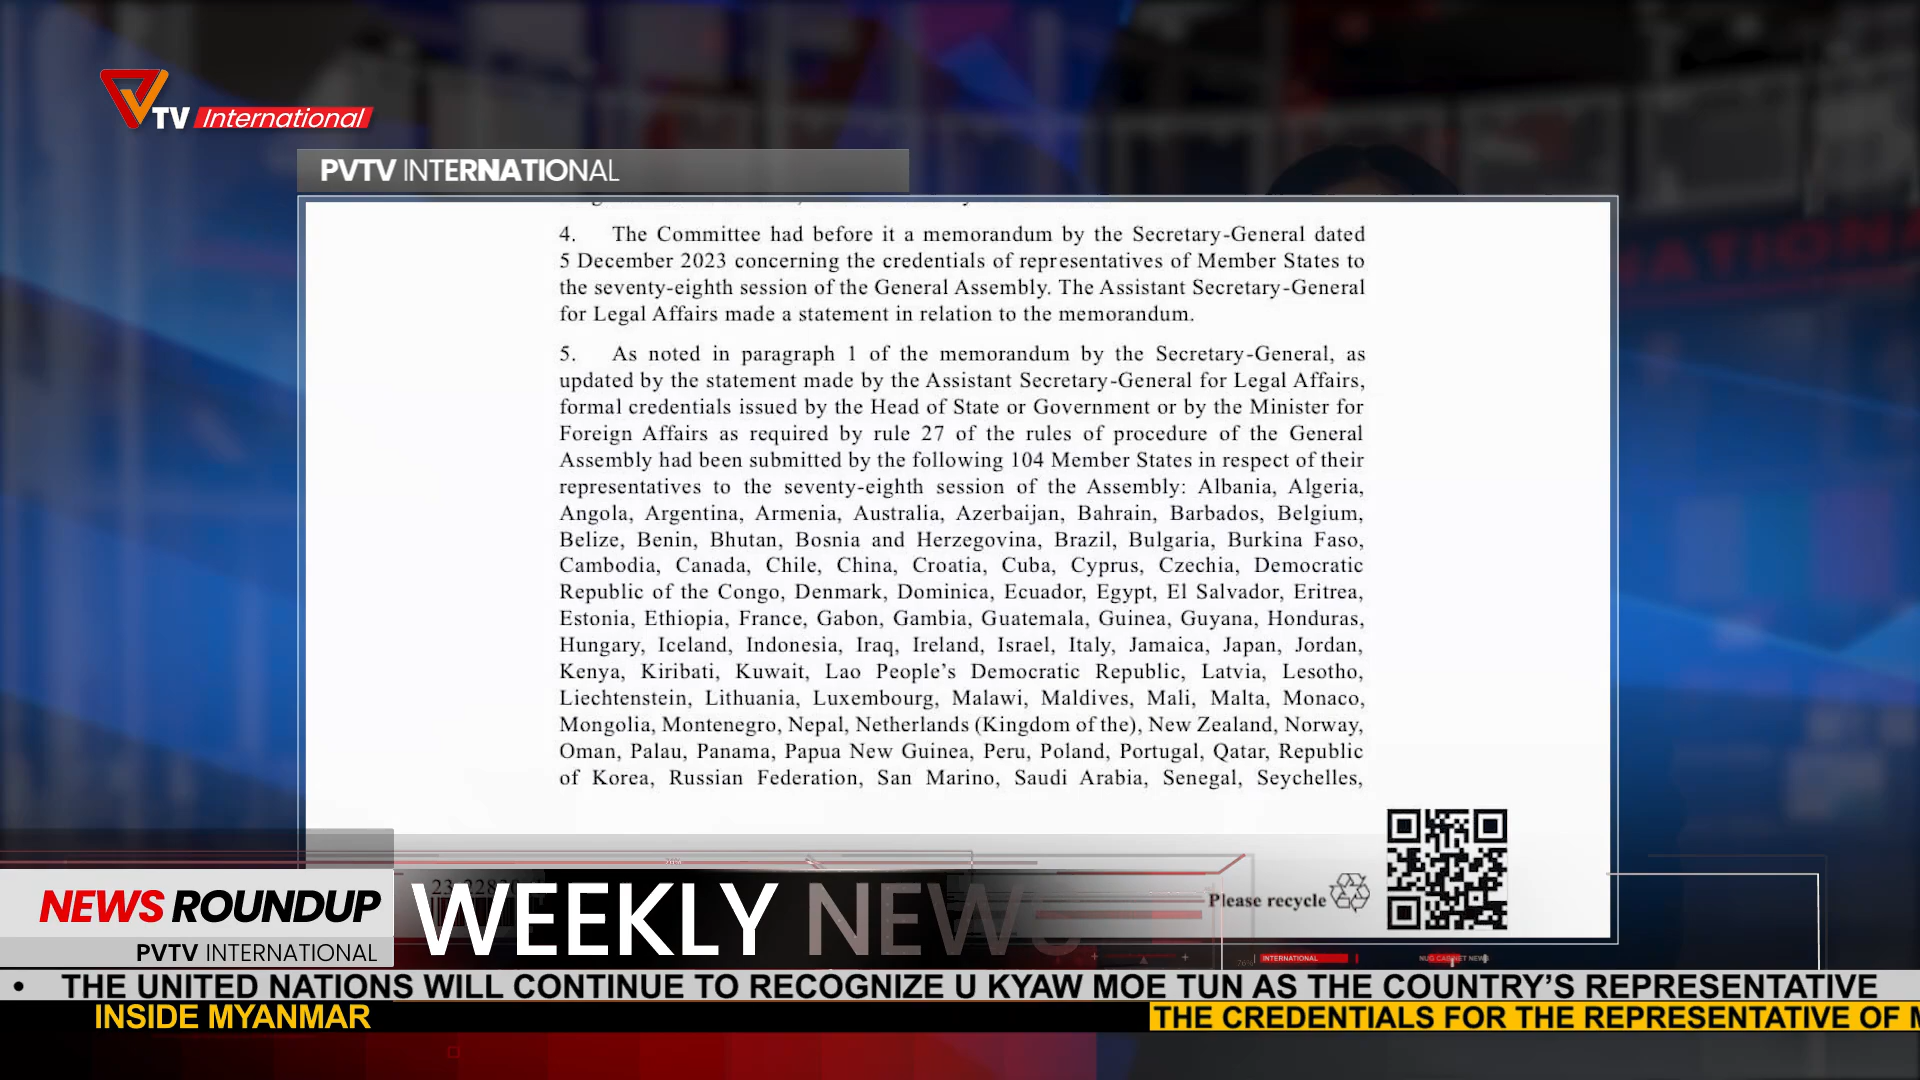 TV International
PVTV INTERNATIONAL
4. The Committee had before it a memorandum by the Secretary-General dated
5 December 2023 concerning the credentials of representatives of Member States to
the seventy-eighth session of the General Assembly. The Assistant Secretary-General
for Legal Affairs made a statement in relation to the memorandum.
5. As noted in paragraph 1 of the memorandum by the Secretary-General, as
updated by the statement made by the Assistant Secretary-General for Legal Affairs,
formal credentials issued by the Head of State or Government or by the Minister for
Foreign Affairs as required by rule 27 of the rules of procedure of the General
Assembly had been submitted by the following 104 Member States in respect of their
representatives to the seventy-eighth session of the Assembly: Albania, Algeria,
Angola, Argentina, Armenia, Australia, Azerbaijan, Bahrain, Barbados, Belgium,
Belize, Benin, Bhutan, Bosnia and Herzegovina, Brazil, Bulgaria, Burkina Faso,
Cambodia, Canada, Chile, China, Croatia, Cuba, Cyprus, Czechia, Democratic
Republic of the Congo, Denmark, Dominica, Ecuador, Egypt, El Salvador, Eritrea,
Estonia, Ethiopia, France, Gabon, Gambia, Guatemala, Guinea, Guyana, Honduras,
Hungary, Iceland, Indonesia, Iraq, Ireland, Israel, Italy, Jamaica, Japan, Jordan,
Kenya, Kiribati, Kuwait, Lao People's Democratic Republic, Latvia, Lesotho,
Liechtenstein, Lithuania, Luxembourg, Malawi, Maldives, Mali, Malta, Monaco,
Mongolia, Montenegro, Nepal, Netherlands (Kingdom of the), New Zealand, Norway,
Oman, Palau, Panama, Papua New Guinea, Peru, Poland, Portugal, Qatar, Republic
of Korea, Russian Federation, San Marino, Saudi Arabia, Senegal, Seychelles,
Please recycle
NEWS ROUNDUP
PVTV INTERNATIONAL
WEEKLY NEWS
INTERNATIONAL
NUG CABINET NEWS
• THE UNITED NATIONS WILL CONTINUE TO RECOGNIZE U KYAW MOE TUN AS THE COUNTRY'S REPRESENTATIVE
INSIDE MYANMAR
THE CREDENTIALS FOR THE REPRESENTATIVE OF